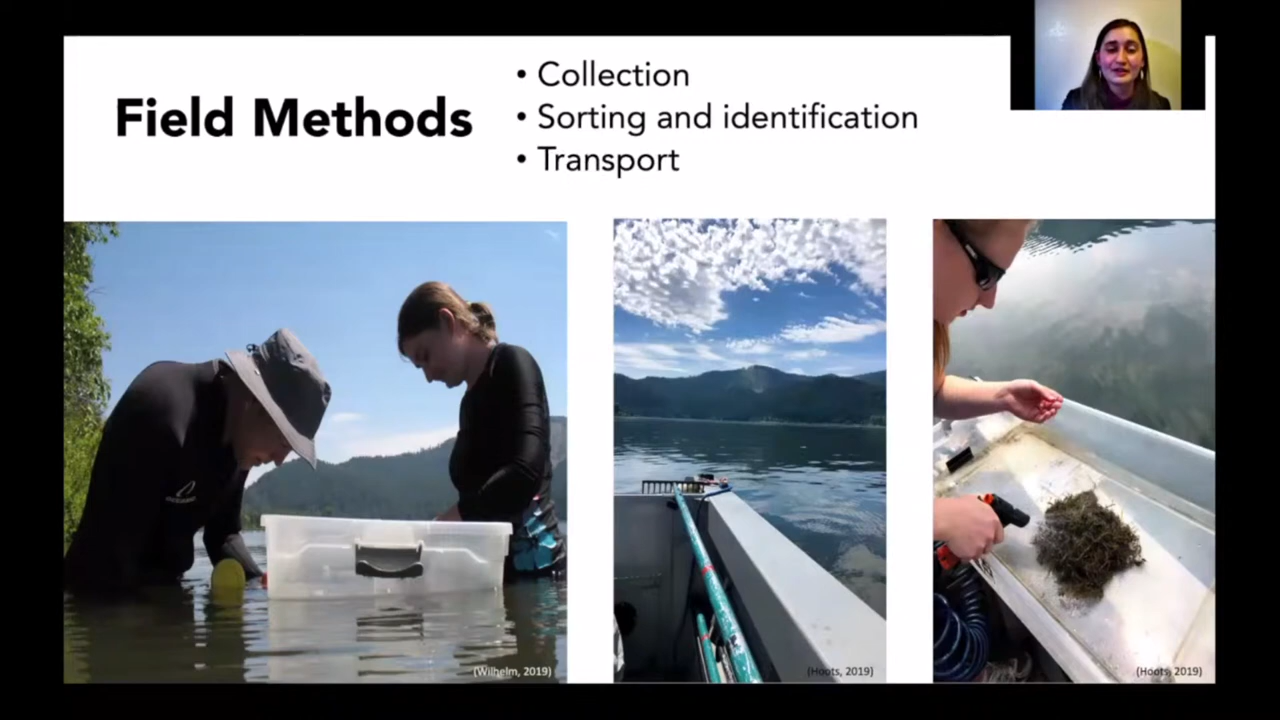 Field Methods
• Collection
• Sorting and identification
• Transport
(Wilhelm, 2019)
(Hoots, 2019)
(Hoots, 2019)